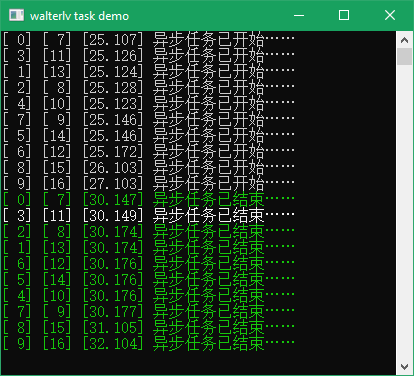 walterlv task demo
[ 0] [ 7] [25.107] 异步任务已开始……
[ 3] [11] [25.126] 异步任务已开始……
[ 1] [13] [25.124] 异步任务已开始……
[ 2] [ 8] [25.128] 异步任务已开始……
[ 4] [10] [25.123] 异步任务已开始……
[ 7] [ 9] [25.146] 异步任务已开始……
[ 5] [14] [25.146] 异步任务已开始……
[ 6] [12] [25.172] 异步任务已开始……
[ 8] [15] [26.103] 异步任务已开始……
[ 9] [16] [27.103] 异步任务已开始……
[ 0] [ 7] [30.147] 异步任务已结束……
[ 3] [11] [30.149] 异步任务已结束……
[ 2] [ 8] [30.174] 异步任务已结束……
[ 1] [13] [30.174] 异步任务已结束……
[ 6] [12] [30.176] 异步任务已结束……
[ 5] [14] [30.176] 异步任务已结束……
[ 4] [10] [30.176] 异步任务已结束……
[ 7] [ 9] [30.177] 异步任务已结束……
[ 8] [15] [31.105] 异步任务已结束……
[ 9] [16] [32.104] 异步任务已结束……